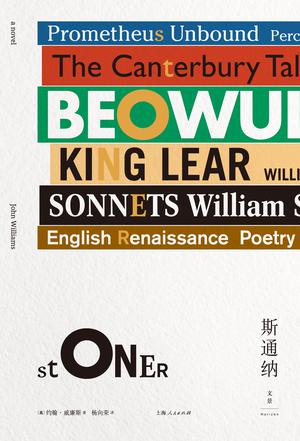 a novel
John Williams
Prometheus Unbound Perc
The Canterbury Tal
BEOWUL
KING LEAR WILLI
SONNETS William S
English Renaissance Poetry
stONEr
斯通纳
文景
Horizon
[美] 约翰·威廉斯 著 杨向荣 译
上海人民出版社